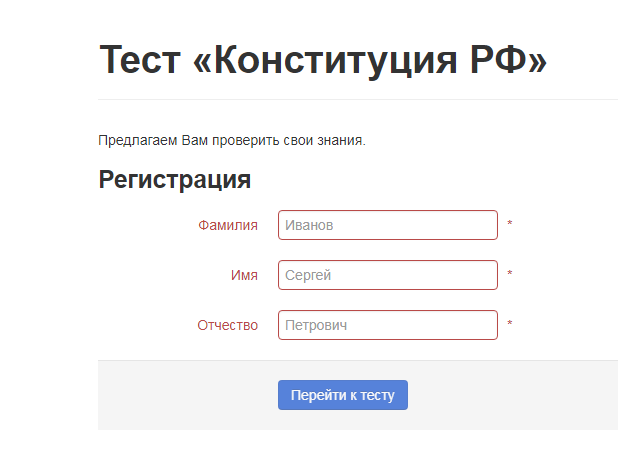 Тест «Конституция РФ»
Предлагаем Вам проверить свои знания.
Регистрация
Фамилия Иванов *
Имя Сергей *
Отчество Петрович *
Перейти к тесту